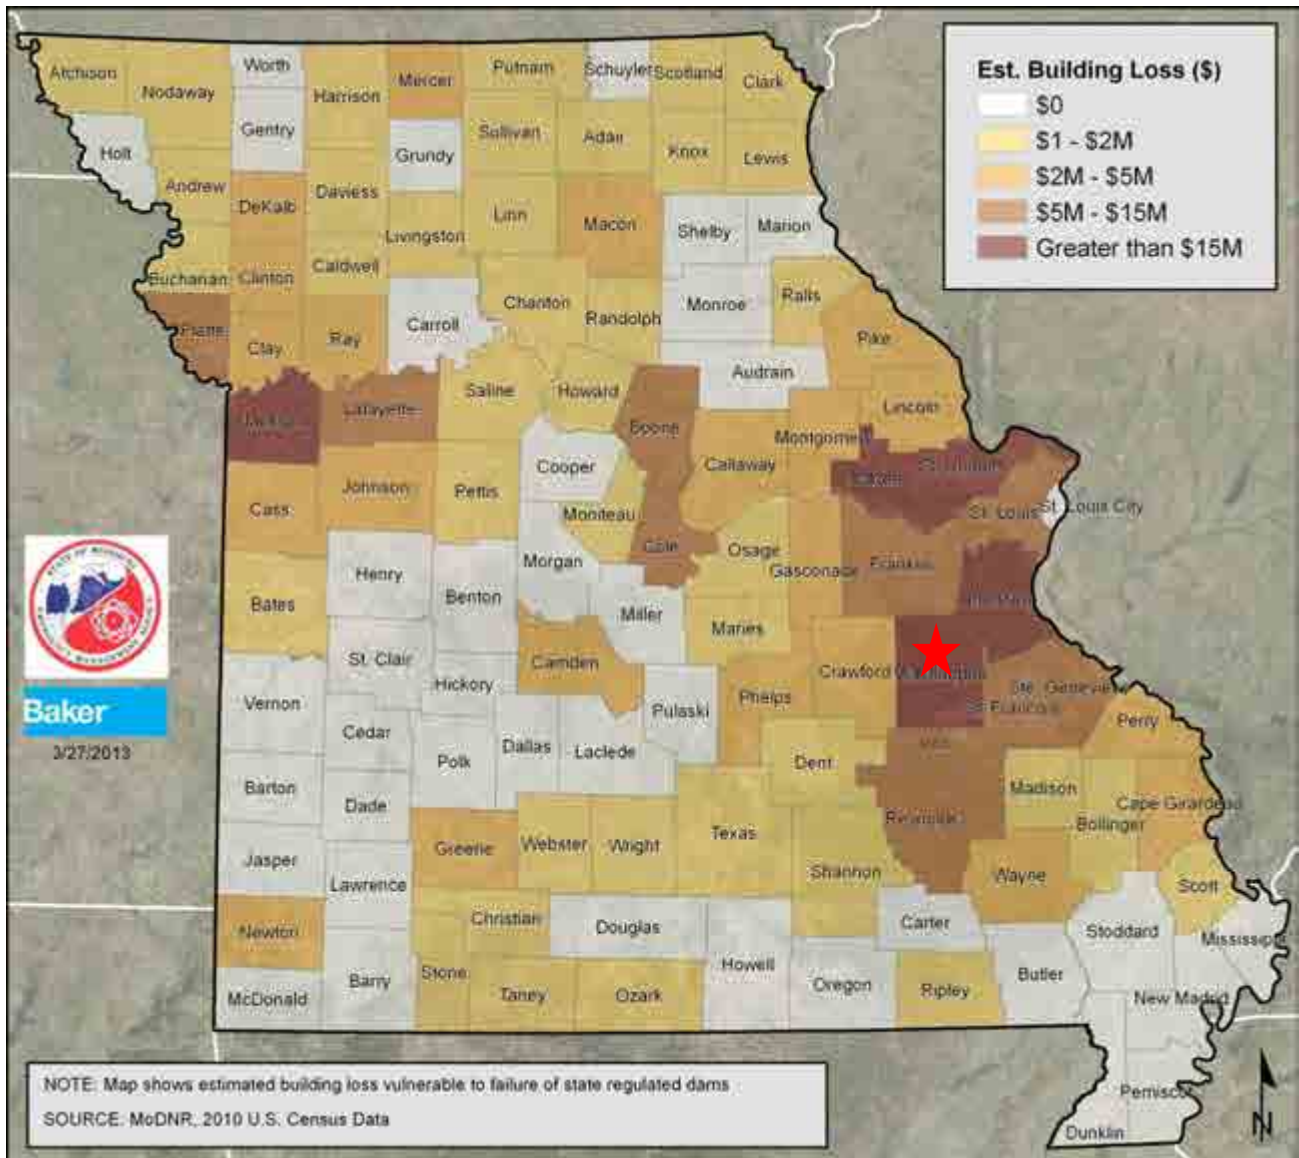 Est. Building Loss ($)
$0
$1 - $2M
$2M - $5M
$5M - $15M
Greater than $15M
Atchison
Nodaway
Worth
Harrison
Mercer
Putnam
Schuyler
Scotland
Clark
Holt
Gentry
Grundy
Sullivan
Adair
Knox
Lewis
Andrew
DeKalb
Daviess
Livingston
Linn
Macon
Shelby
Marion
Buchanan
Clinton
Caldwell
Carroll
Chariton
Randolph
Monroe
Ralls
Platte
Clay
Ray
Pike
Audrain
Lafayette
Saline
Howard
Boone
Callaway
Montgomery
Lincoln
Cass
Johnson
Pettis
Cooper
Moniteau
Cole
Osage
Gasconade
Franklin
St. Louis
St. Louis City
Bates
Henry
Benton
Morgan
Miller
Maries
St. Clair
Hickory
Camden
Pulaski
Phelps
Crawford
Ste. Genevieve
St. Francois
Perry
Vernon
Cedar
Polk
Dallas
Laclede
Dent
Barton
Dade
Madison
Cape Girardeau
Bollinger
Jasper
Greene
Webster
Wright
Texas
Shannon
Reynolds
Wayne
Scott
Lawrence
Newton
Christian
Douglas
Howell
Carter
Stoddard
Mississippi
McDonald
Barry
Stone
Taney
Ozark
Oregon
Ripley
Butler
New Madrid
Pemiscot
Dunklin
Baker
3/27/2013
NOTE: Map shows estimated building loss vulnerable to failure of state regulated dams
SOURCE: MoDNR, 2010 U.S. Census Data
N